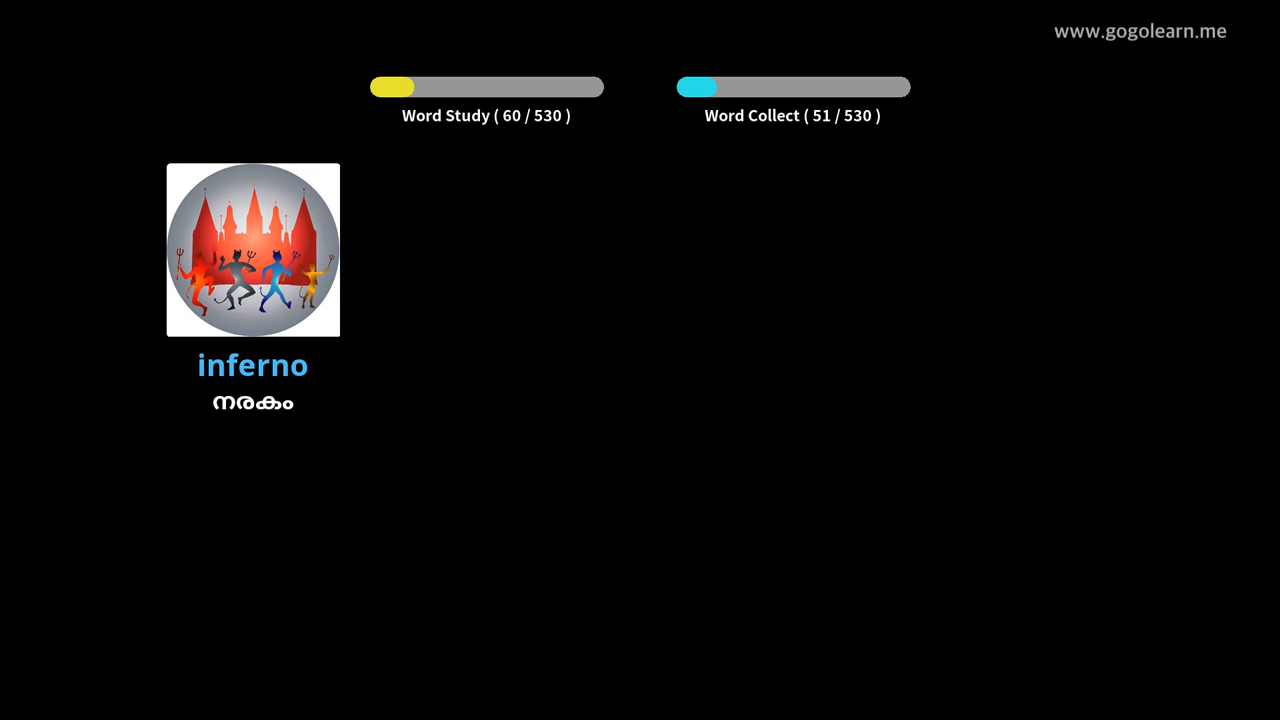 www.gogolearn.me
Word Study ( 60 / 530 )
Word Collect ( 51 / 530 )
inferno
നരകം